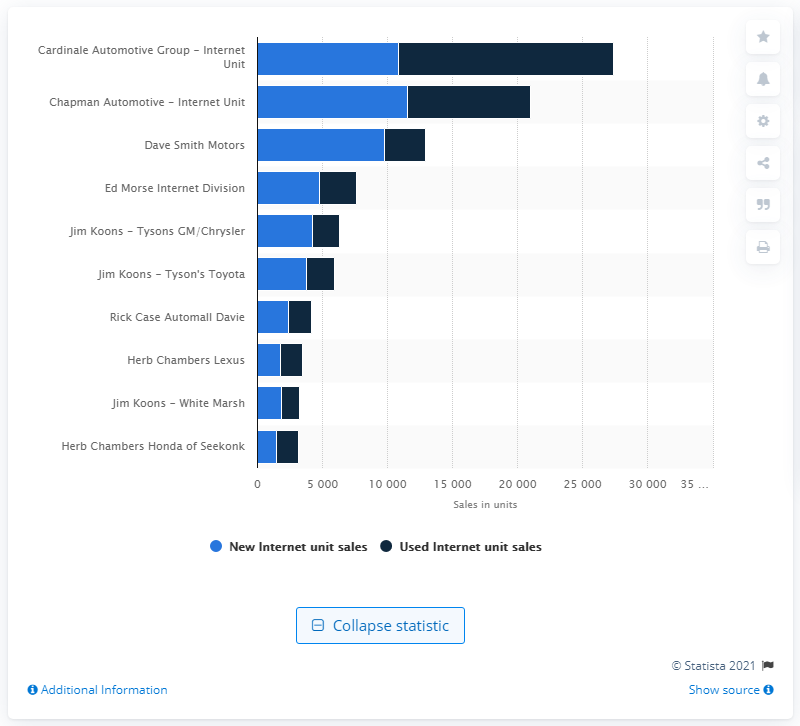 Cardinale Automotive Group - Internet
Unit
Chapman Automotive - Internet Unit
Dave Smith Motors
Ed Morse Internet Division
Jim Koons - Tysons GM/Chrysler
Jim Koons - Tyson's Toyota
Rick Case Automall Davie
Herb Chambers Lexus
Jim Koons - White Marsh
Herb Chambers Honda of Seekonk
0 5 000 10 000 15 000 20 000 25 000 30 000 35 ...
Sales in units
New Internet unit sales Used Internet unit sales
Collapse statistic
© Statista 2021
Additional Information Show source